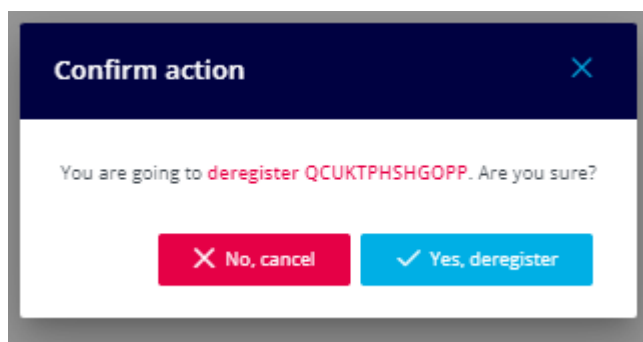 Confirm action
You are going to deregister QCUKTPHSHGOPP. Are you sure?
No, cancel
Yes, deregister